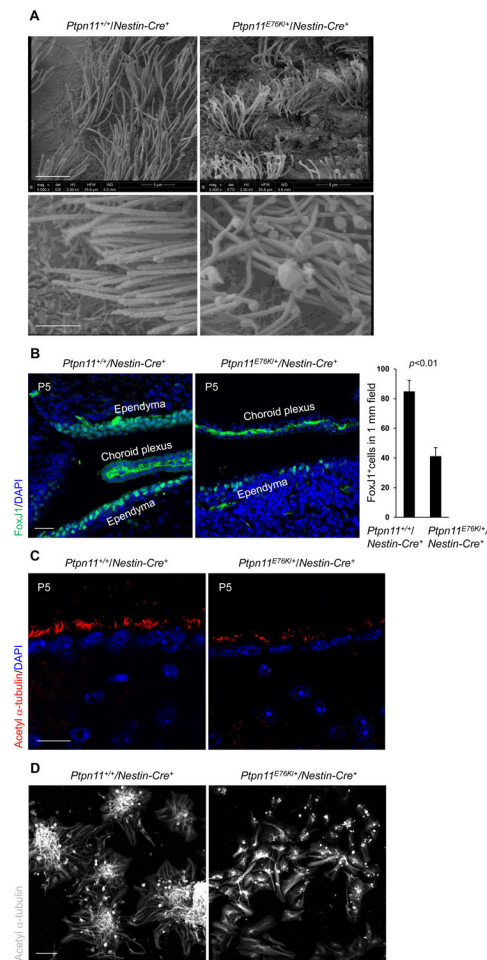 A
Ptpn11+/+/Nestin-Cre+
Ptpn11E76K/+/Nestin-Cre+
B
Ptpn11+/+/Nestin-Cre+
Ptpn11E76K/+/Nestin-Cre+
P5
Ependyma
Choroid plexus
Ependyma
Choroid plexus
Ependyma
FoxJ1/DAPI
p<0.01
FoxJ1+cells in 1 mm field
100
80
60
40
20
0
Ptpn11+/+/
Nestin-Cre+
Ptpn11E76K/+
/Nestin-Cre+
C
Ptpn11+/+/Nestin-Cre+
Ptpn11E76K/+/Nestin-Cre+
P5
P5
Acetyl α-tubulin/DAPI
D
Ptpn11+/+/Nestin-Cre+
Ptpn11E76K/+/Nestin-Cre+
Acetyl α-tubulin